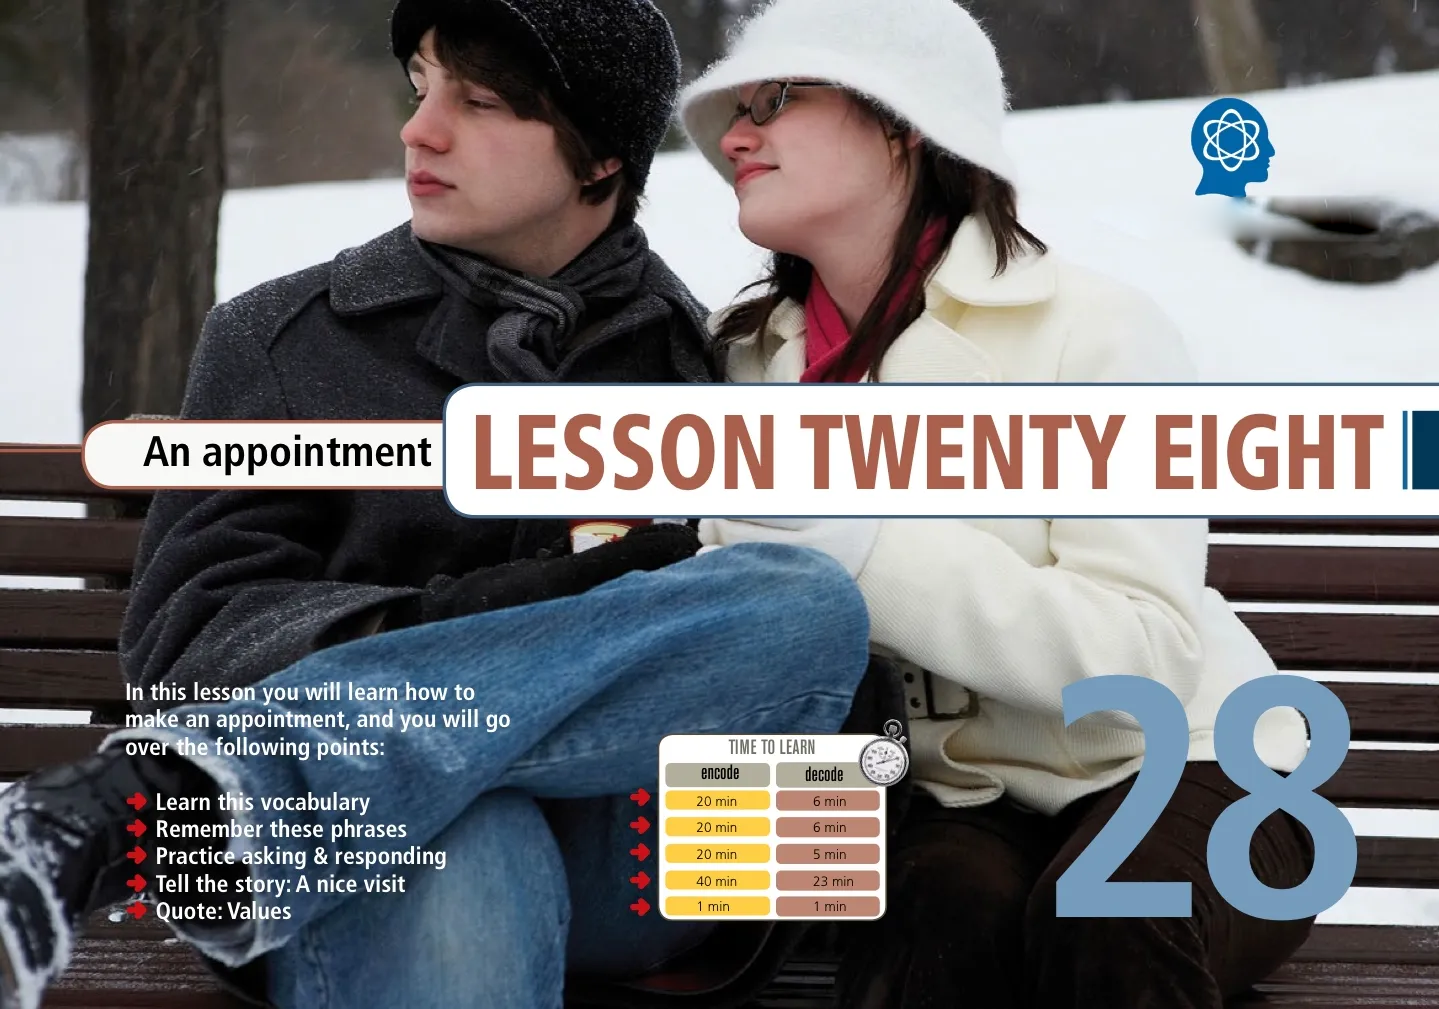 An appointment
LESSON TWENTY EIGHT
In this lesson you will learn how to
make an appointment, and you will go
over the following points:
Learn this vocabulary
Remember these phrases
Practice asking & responding
Tell the story: A nice visit
Quote: Values
TIME TO LEARN
encode decode
20 min 6 min
20 min 6 min
20 min 5 min
40 min 23 min
1 min 1 min
28